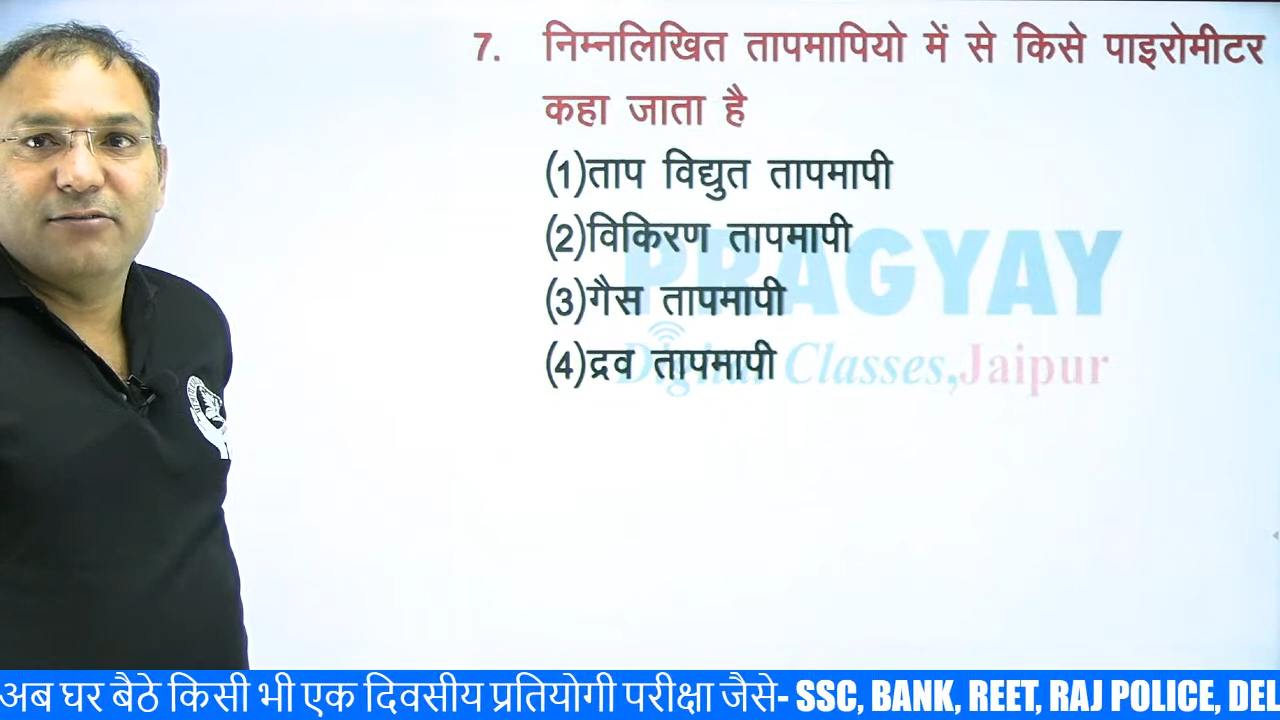 7. निम्नलिखित तापमापियो में से किसे पाइरोमीटर
कहा जाता है
(1)ताप विद्युत तापमापी
(2)विकिरण तापमापी
(3)गैस तापमापी
(4)द्रव तापमापी
PRAGYAY
Digital Classes,Jaipur
अब घर बैठे किसी भी एक दिवसीय प्रतियोगी परीक्षा जैसे- SSC, BANK, REET, RAJ POLICE, DEL